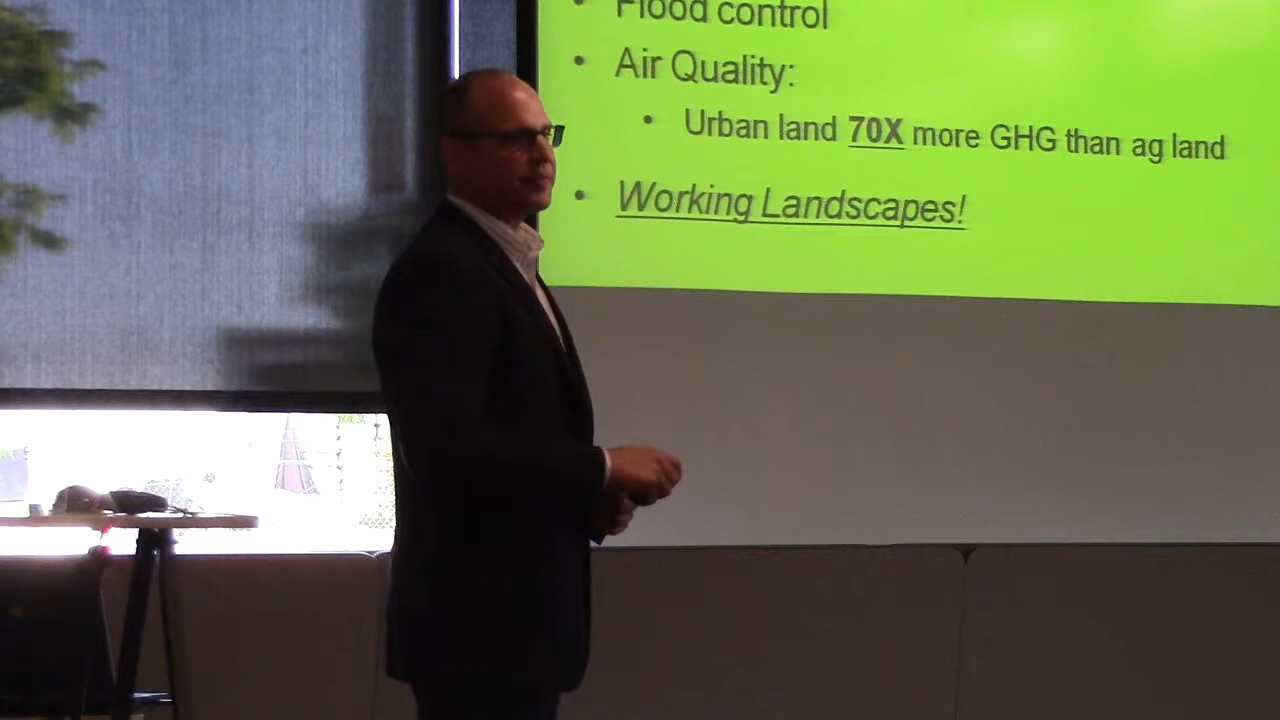 • Flood control
• Air Quality:
• Urban land 70X more GHG than ag land
• Working Landscapes!